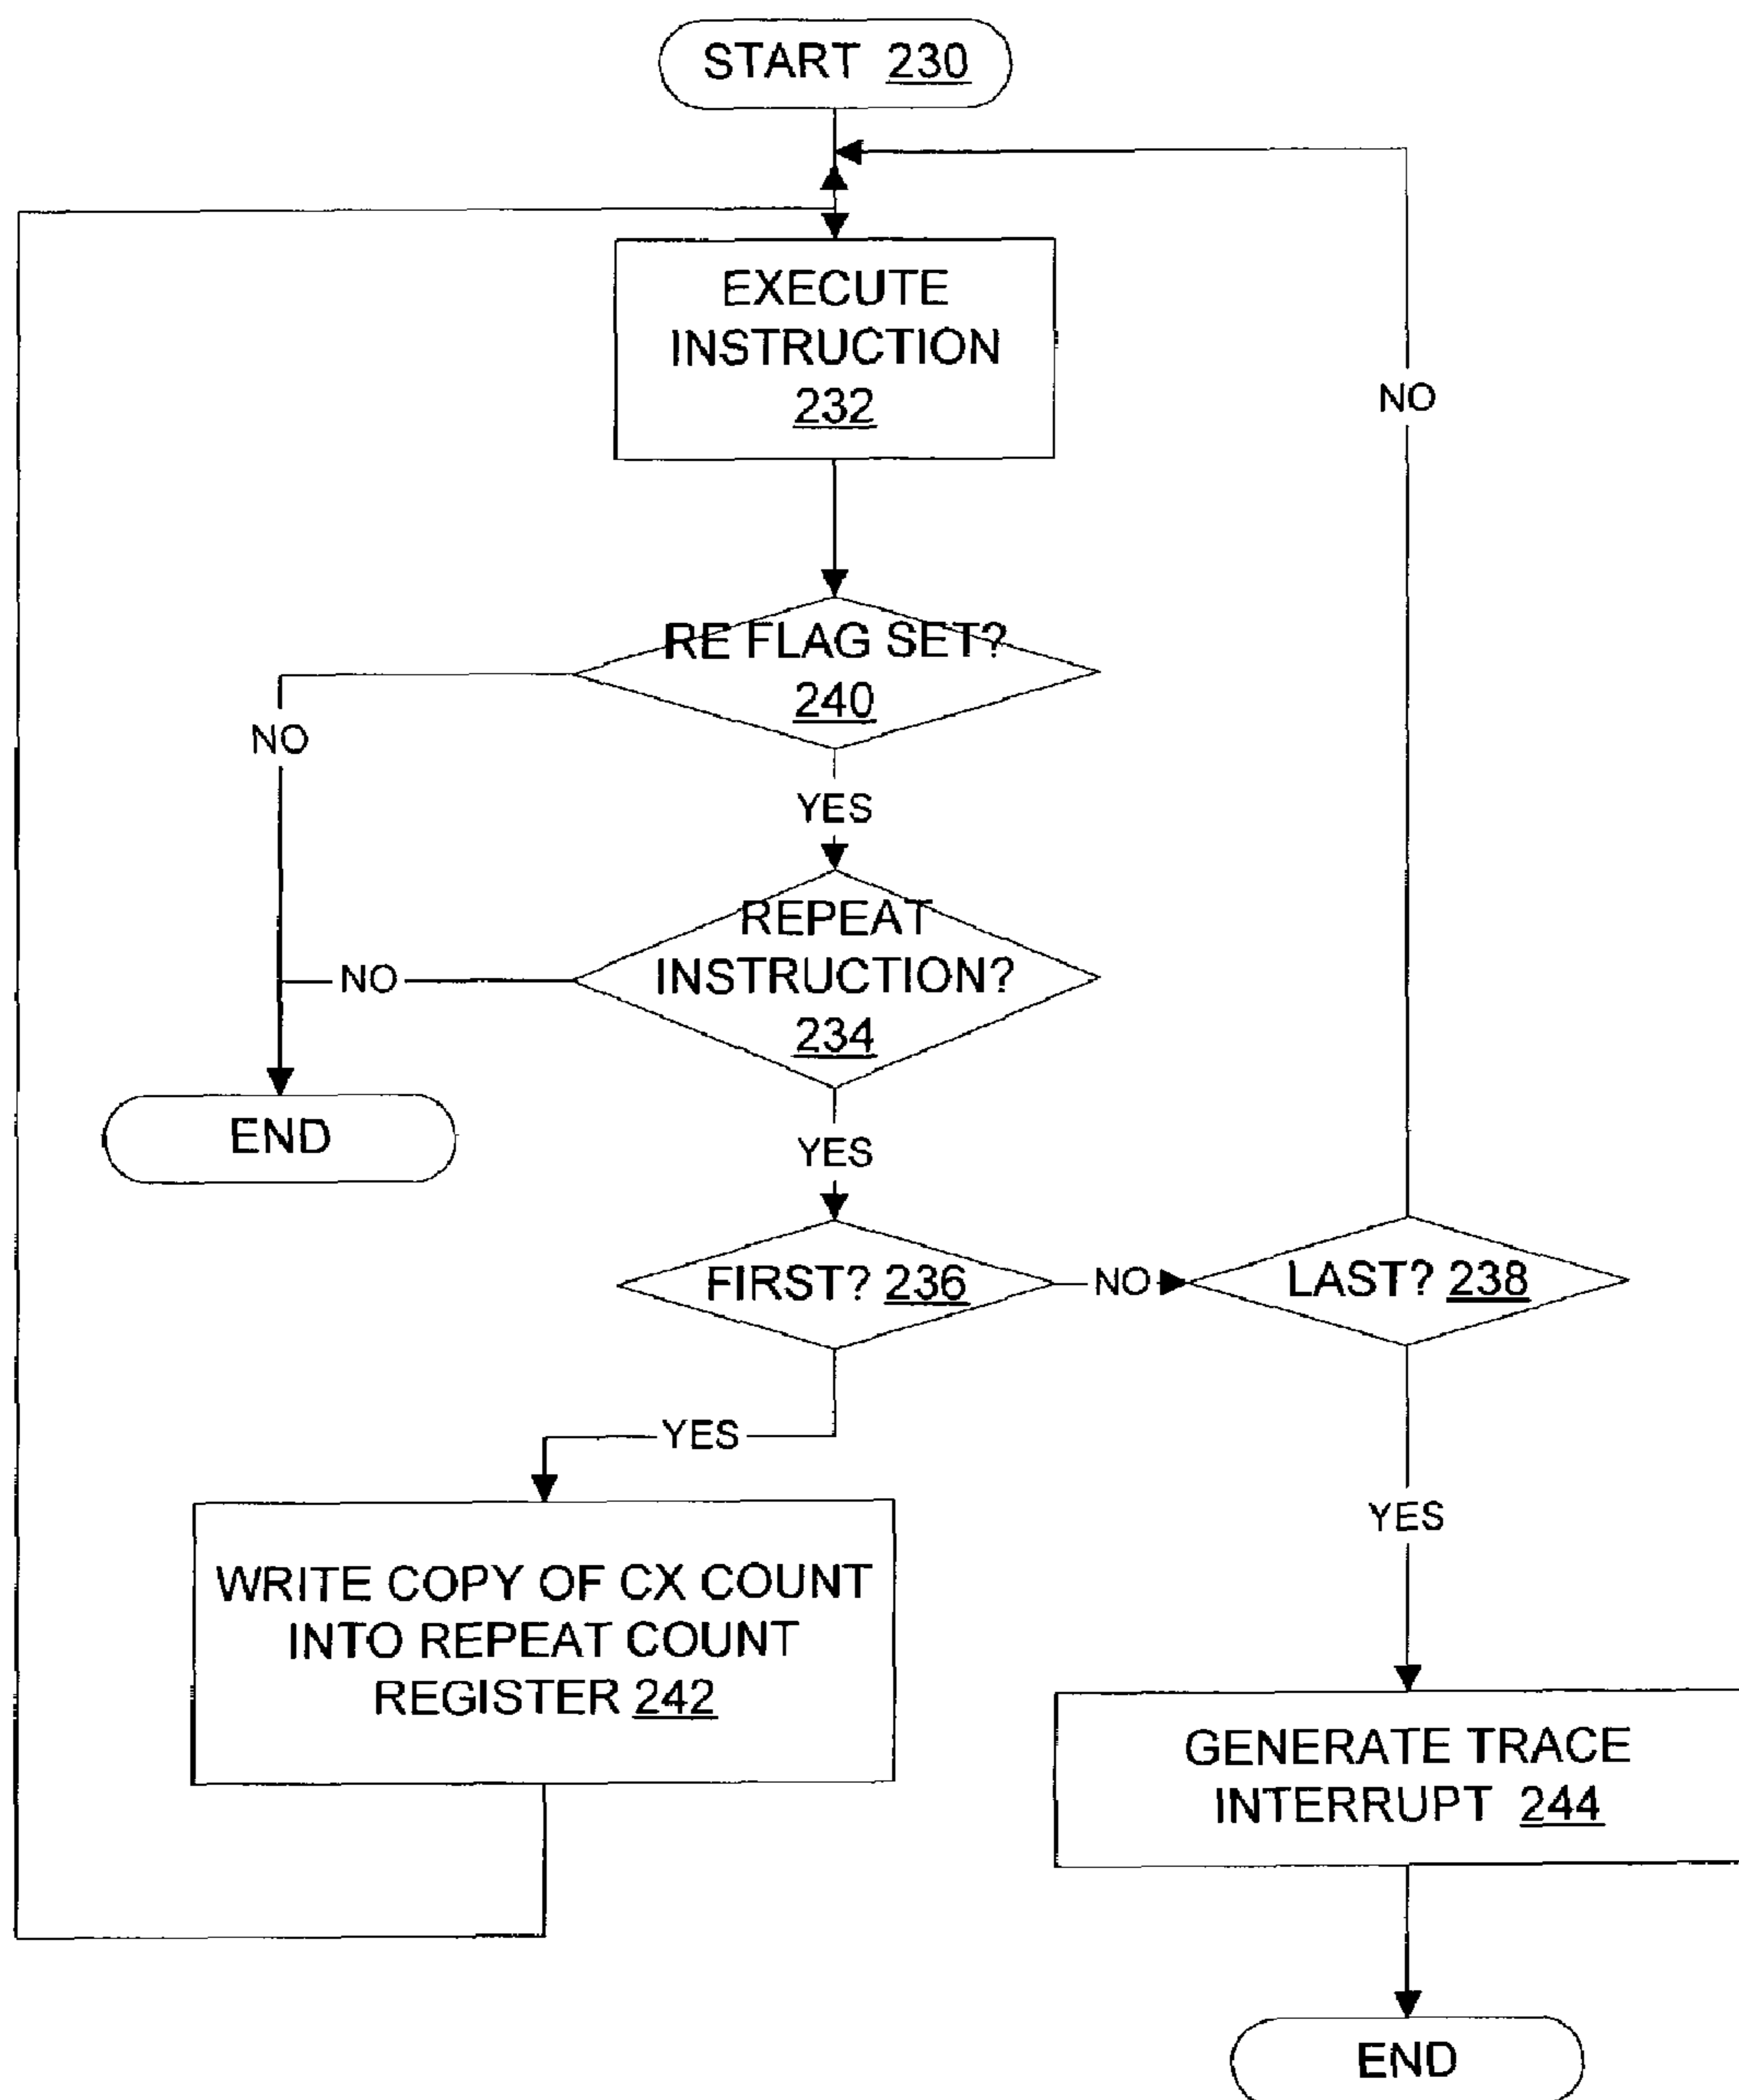 START 230
EXECUTE
INSTRUCTION
232
NO
RE FLAG SET?
240
NO
YES
REPEAT
INSTRUCTION?
234
NO
END
YES
FIRST? 236
NO
LAST? 238
YES
YES
WRITE COPY OF CX COUNT
INTO REPEAT COUNT
REGISTER 242
GENERATE TRACE
INTERRUPT 244
END